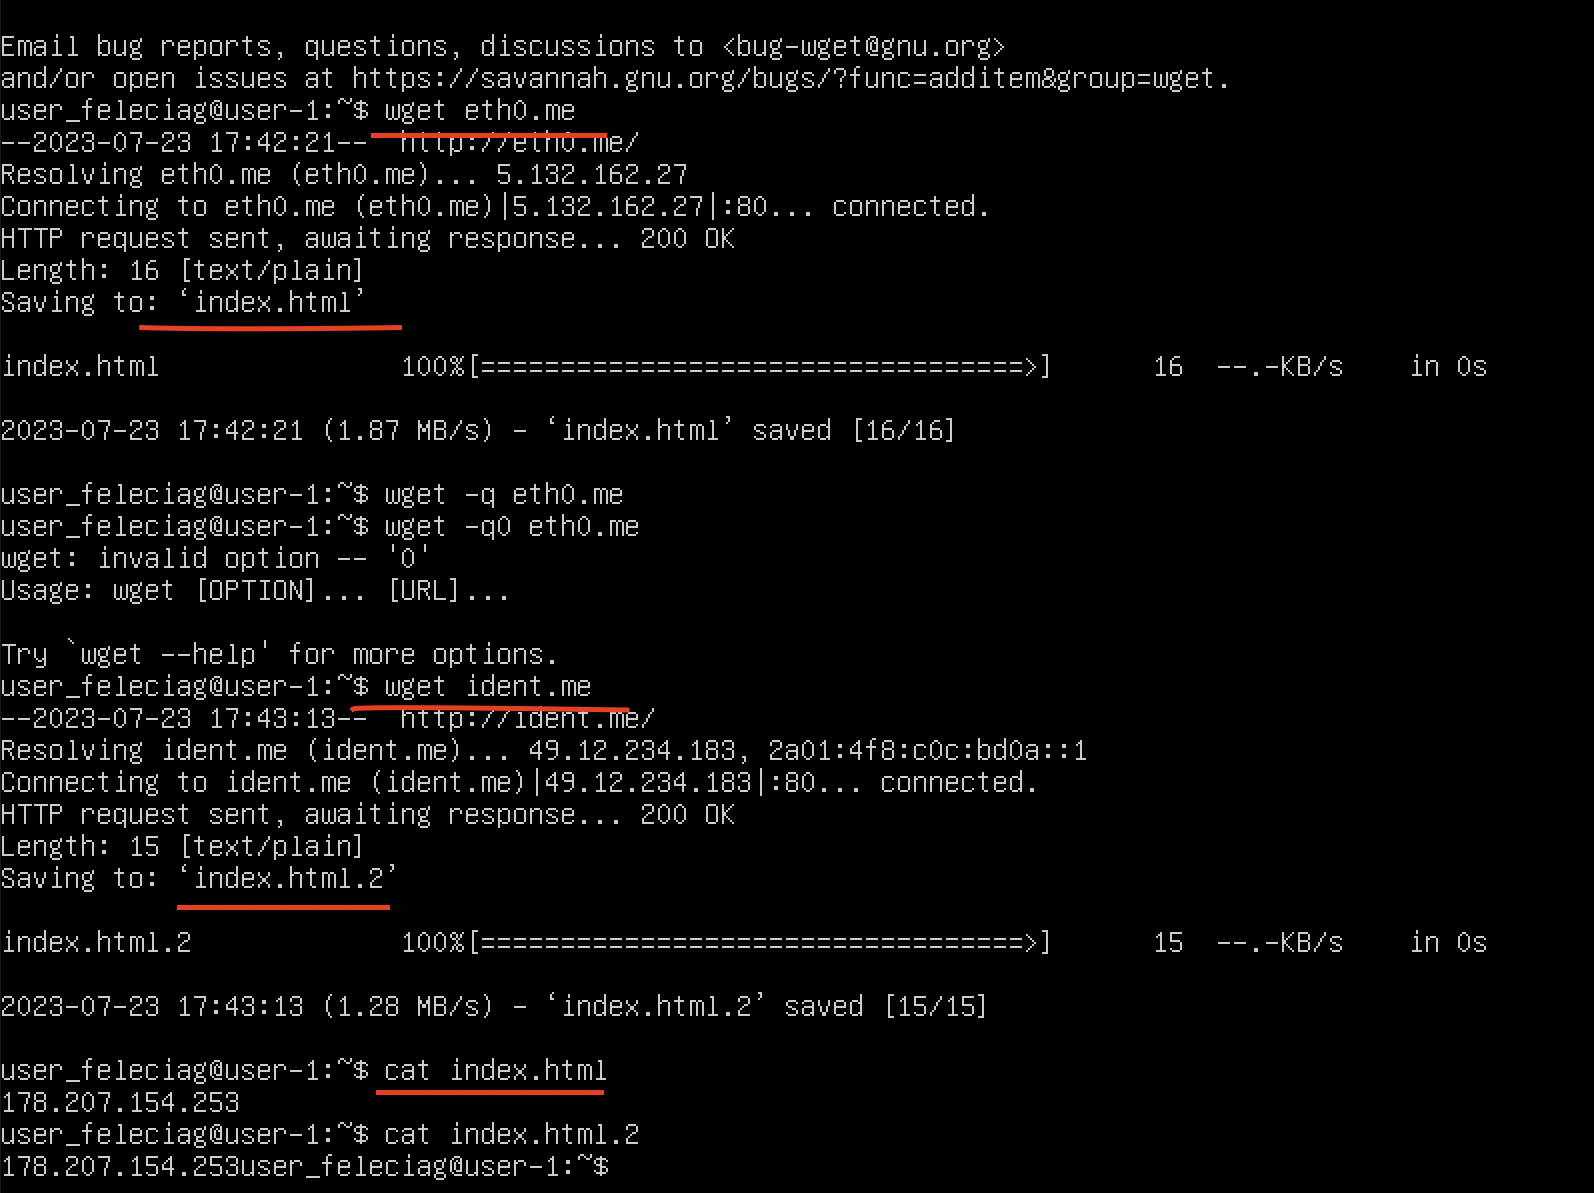 Email bug reports, questions, discussions to <bug-wget@gnu.org>
and/or open issues at https://savannah.gnu.org/bugs/?func=additem&group=wget.
user_feleciag@user-1:~$ wget eth0.me
--2023-07-23 17:42:21--  http://eth0.me/
Resolving eth0.me (eth0.me)... 5.132.162.27
Connecting to eth0.me (eth0.me)|5.132.162.27|:80... connected.
HTTP request sent, awaiting response... 200 OK
Length: 16 [text/plain]
Saving to: ‘index.html’
index.html 100%[==================================>] 16 --.-KB/s in 0s
2023-07-23 17:42:21 (1.87 MB/s) - ‘index.html’ saved [16/16]
user_feleciag@user-1:~$ wget -q eth0.me
user_feleciag@user-1:~$ wget -q0 eth0.me
wget: invalid option -- '0'
Usage: wget [OPTION]... [URL]...
Try `wget --help' for more options.
user_feleciag@user-1:~$ wget ident.me
--2023-07-23 17:43:13--  http://ident.me/
Resolving ident.me (ident.me)... 49.12.234.183, 2a01:4f8:c0c:bd0a::1
Connecting to ident.me (ident.me)|49.12.234.183|:80... connected.
HTTP request sent, awaiting response... 200 OK
Length: 15 [text/plain]
Saving to: ‘index.html.2’
index.html.2 100%[==================================>] 15 --.-KB/s in 0s
2023-07-23 17:43:13 (1.28 MB/s) - ‘index.html.2’ saved [15/15]
user_feleciag@user-1:~$ cat index.html
178.207.154.253
user_feleciag@user-1:~$ cat index.html.2
178.207.154.253user_feleciag@user-1:~$